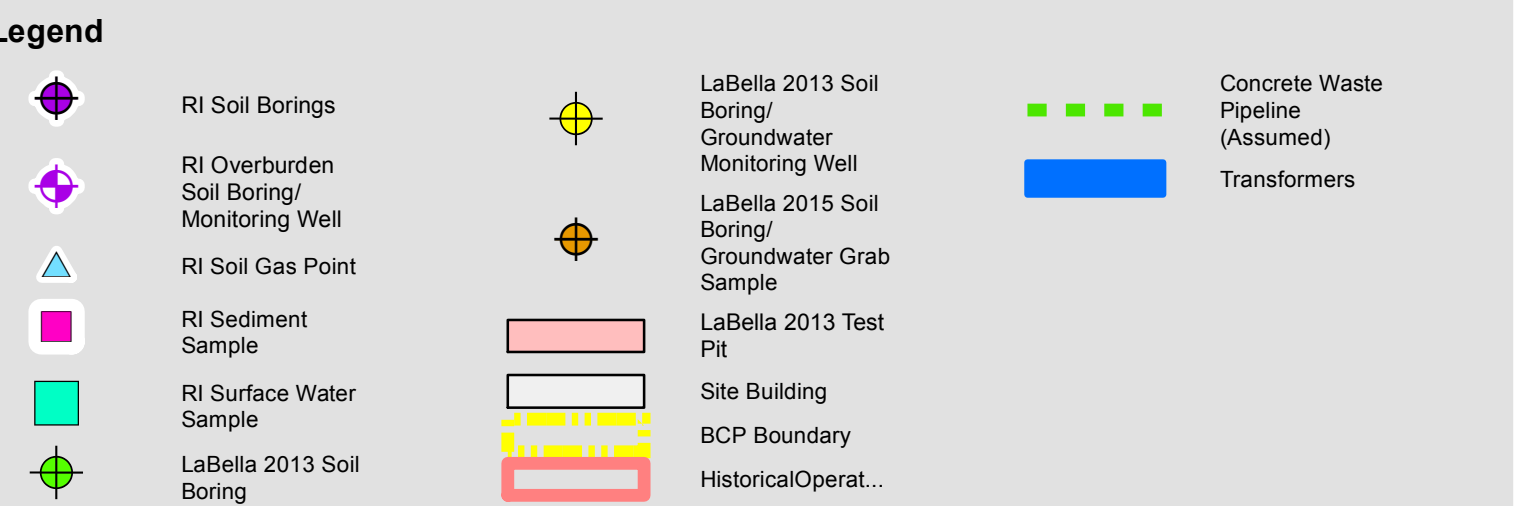 Legend
RI Soil Borings
RI Overburden
Soil Boring/
Monitoring Well
RI Soil Gas Point
RI Sediment
Sample
RI Surface Water
Sample
LaBella 2013 Soil
Boring
LaBella 2013 Soil
Boring/
Groundwater
Monitoring Well
LaBella 2015 Soil
Boring/
Groundwater Grab
Sample
LaBella 2013 Test
Pit
Site Building
BCP Boundary
HistoricalOperat...
Concrete Waste
Pipeline
(Assumed)
Transformers